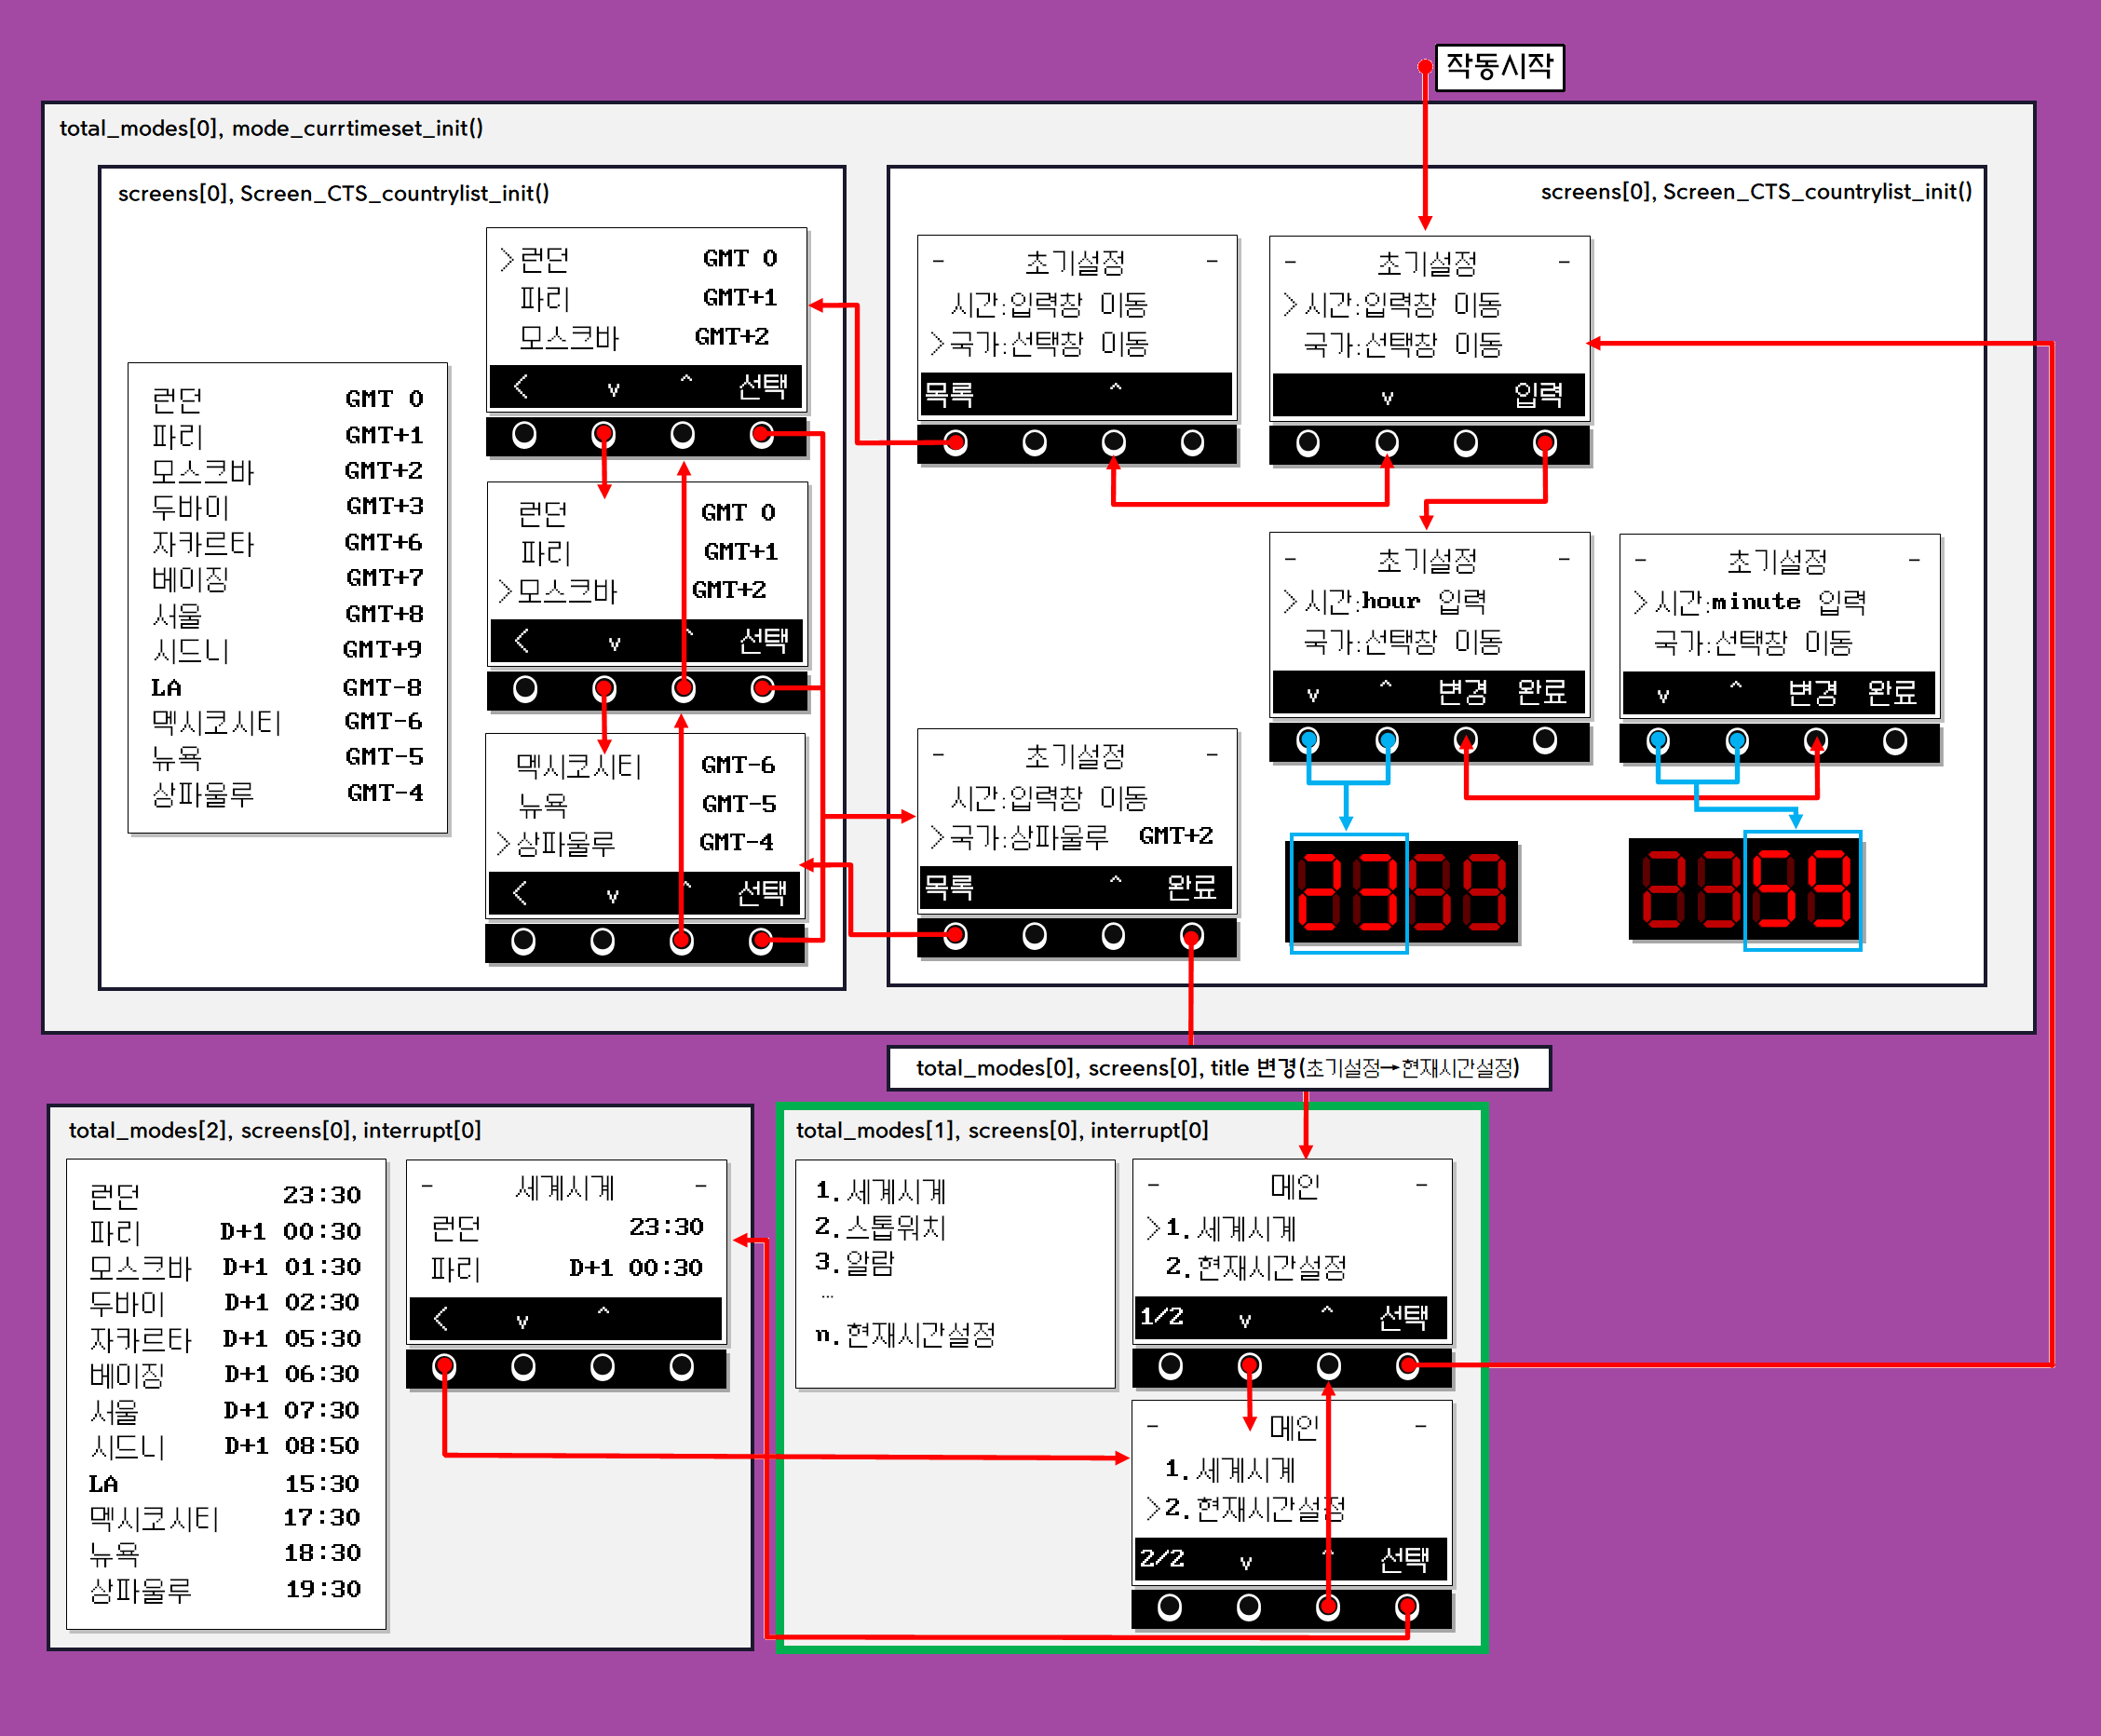 작동시작
total_modes[0], mode_currtimeset_init()
screens[0], Screen_CTS_countrylist_init()
런던 GMT 0
파리 GMT+1
모스크바 GMT+2
두바이 GMT+3
자카르타 GMT+6
베이징 GMT+7
서울 GMT+8
시드니 GMT+9
LA GMT-8
멕시코시티 GMT-6
뉴욕 GMT-5
상파울루 GMT-4
>런던 GMT 0
파리 GMT+1
모스크바 GMT+2
< v ^ 선택
런던 GMT 0
파리 GMT+1
>모스크바 GMT+2
< v ^ 선택
멕시코시티 GMT-6
뉴욕 GMT-5
>상파울루 GMT-4
< v ^ 선택
screens[0], Screen_CTS_countrylist_init()
- 초기설정 -
시간:입력창 이동
>국가:선택창 이동
목록 ^
- 초기설정 -
>시간:입력창 이동
국가:선택창 이동
v 입력
- 초기설정 -
>시간:hour 입력
국가:선택창 이동
v ^ 변경 완료
- 초기설정 -
>시간:minute 입력
국가:선택창 이동
v ^ 변경 완료
- 초기설정 -
시간:입력창 이동
>국가:상파울루 GMT+2
목록 ^ 완료
2359
2359
total_modes[0], screens[0], title 변경(초기설정→현재시간설정)
total_modes[2], screens[0], interrupt[0]
런던 23:30
파리 D+1 00:30
모스크바 D+1 01:30
두바이 D+1 02:30
자카르타 D+1 05:30
베이징 D+1 06:30
서울 D+1 07:30
시드니 D+1 08:50
LA 15:30
멕시코시티 17:30
뉴욕 18:30
상파울루 19:30
- 세계시계 -
런던 23:30
파리 D+1 00:30
< v ^
total_modes[1], screens[0], interrupt[0]
1.세계시계
2.스톱워치
3.알람
...
n.현재시간설정
- 메인 -
>1.세계시계
2.현재시간설정
1/2 v ^ 선택
- 메인 -
1.세계시계
>2.현재시간설정
2/2 v ^ 선택